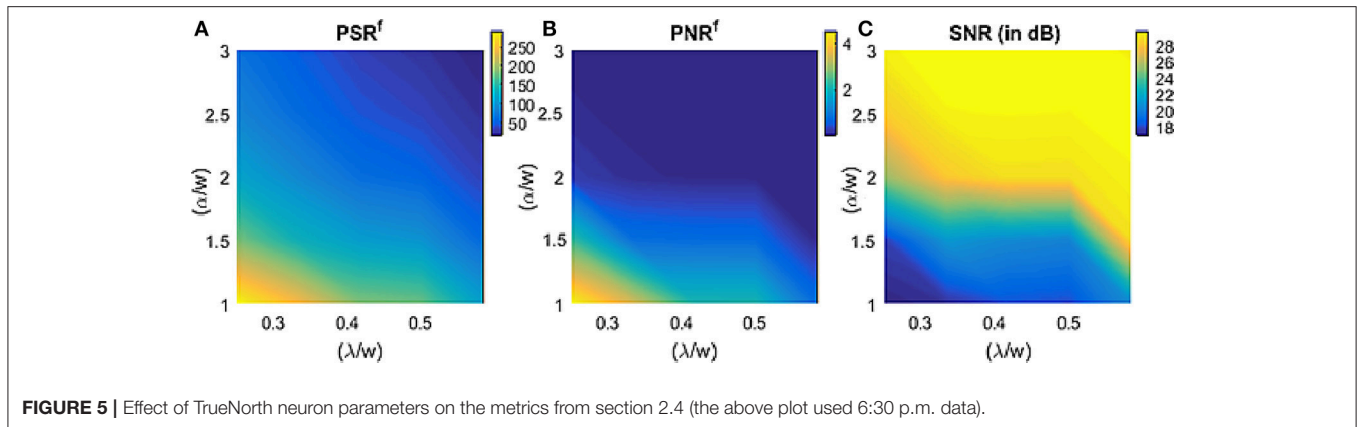 A
PSRᶠ
3
2.5
2
1.5
1
(α/w)
0.3
0.4
0.5
(λ/w)
250
200
150
100
50
B
PNRᶠ
3
2.5
2
1.5
1
(α/w)
0.3
0.4
0.5
(λ/w)
4
2
C
SNR (in dB)
3
2.5
2
1.5
1
(α/w)
0.3
0.4
0.5
(λ/w)
28
26
24
22
20
18
FIGURE 5 | Effect of TrueNorth neuron parameters on the metrics from section 2.4 (the above plot used 6:30 p.m. data).